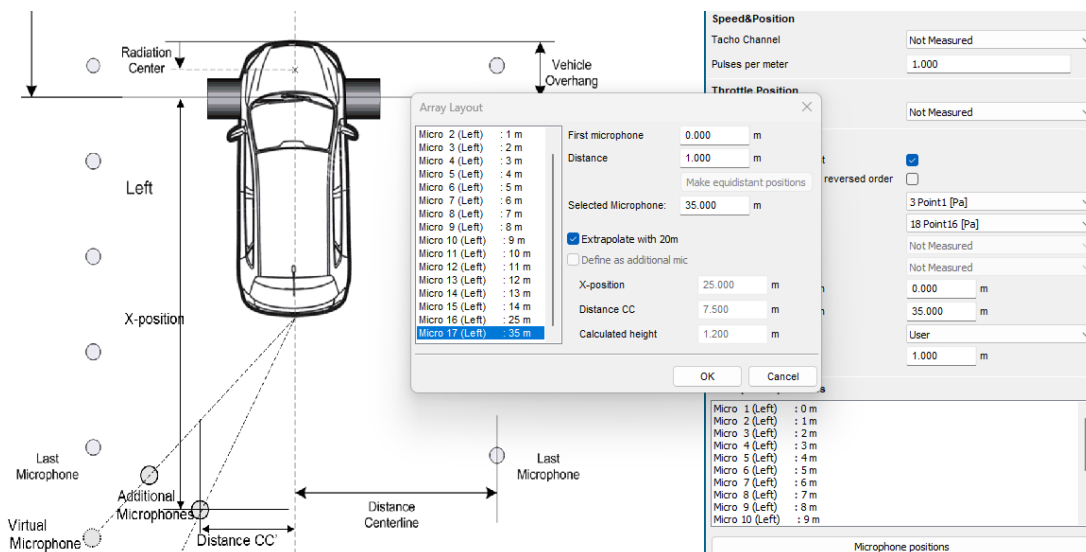 Radiation
Center
Vehicle
Overhang
Left
X-position
Last
Microphone
Additional
Microphones
Virtual
Microphone
Distance CC'
Distance
Centerline
Last
Microphone
Array Layout
Micro 2 (Left) : 1 m
Micro 3 (Left) : 2 m
Micro 4 (Left) : 3 m
Micro 5 (Left) : 4 m
Micro 6 (Left) : 5 m
Micro 7 (Left) : 6 m
Micro 8 (Left) : 7 m
Micro 9 (Left) : 8 m
Micro 10 (Left) : 9 m
Micro 11 (Left) : 10 m
Micro 12 (Left) : 11 m
Micro 13 (Left) : 12 m
Micro 14 (Left) : 13 m
Micro 15 (Left) : 14 m
Micro 16 (Left) : 25 m
Micro 17 (Left) : 35 m
First microphone 0.000 m
Distance 1.000 m
Make equidistant positions
Selected Microphone: 35.000 m
Extrapolate with 20m
Define as additional mic
X-position 25.000 m
Distance CC 7.500 m
Calculated height 1.200 m
OK Cancel
Speed&Position
Tacho Channel Not Measured
Pulses per meter 1.000
Throttle Position
Not Measured
reversed order
3 Point1 [Pa]
18 Point16 [Pa]
Not Measured
Not Measured
0.000 m
35.000 m
User
1.000 m
Micro 1 (Left) : 0 m
Micro 2 (Left) : 1 m
Micro 3 (Left) : 2 m
Micro 4 (Left) : 3 m
Micro 5 (Left) : 4 m
Micro 6 (Left) : 5 m
Micro 7 (Left) : 6 m
Micro 8 (Left) : 7 m
Micro 9 (Left) : 8 m
Micro 10 (Left) : 9 m
Microphone positions